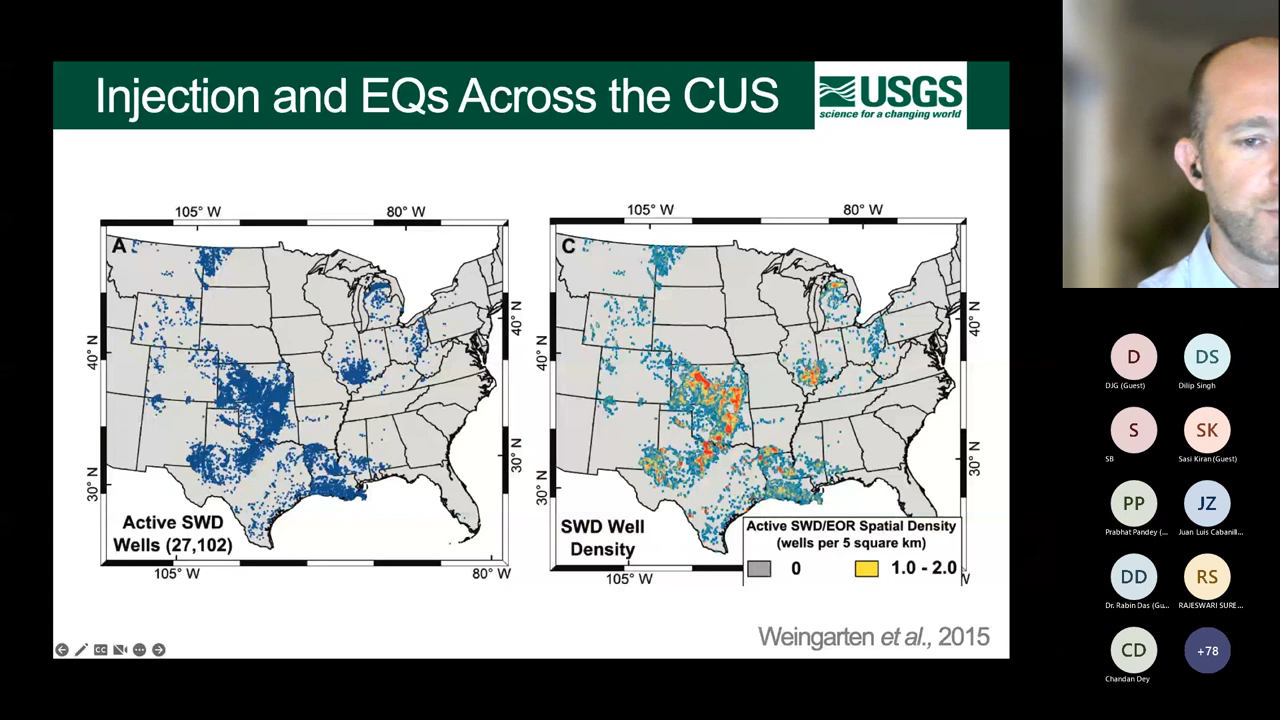 Injection and EQs Across the CUS
USGS
science for a changing world
105° W
80° W
A
40° N
40° N
30° N
30° N
Active SWD
Wells (27,102)
105° W
80° W
105° W
80° W
C
40° N
40° N
30° N
30° N
SWD Well
Density
Active SWD/EOR Spatial Density
(wells per 5 square km)
0
1.0 - 2.0
105° W
W
Weingarten et al., 2015
D
DJG (Guest)
DS
Dilip Singh
S
SB
SK
Sasi Kiran (Guest)
PP
Prabhat Pandey (...
JZ
Juan Luis Cabanill...
DD
Dr. Rabin Das (Gu...
RS
RAJESWARI SURE...
CD
Chandan Dey
+78